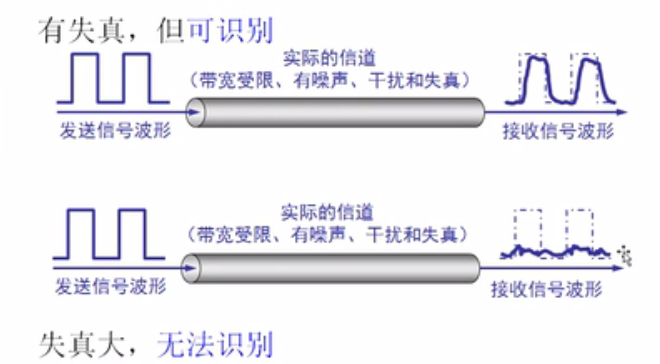 有失真，但可识别
实际的信道
（带宽受限、有噪声、干扰和失真）
发送信号波形
接收信号波形
实际的信道
（带宽受限、有噪声、干扰和失真）
发送信号波形
接收信号波形
失真大，无法识别